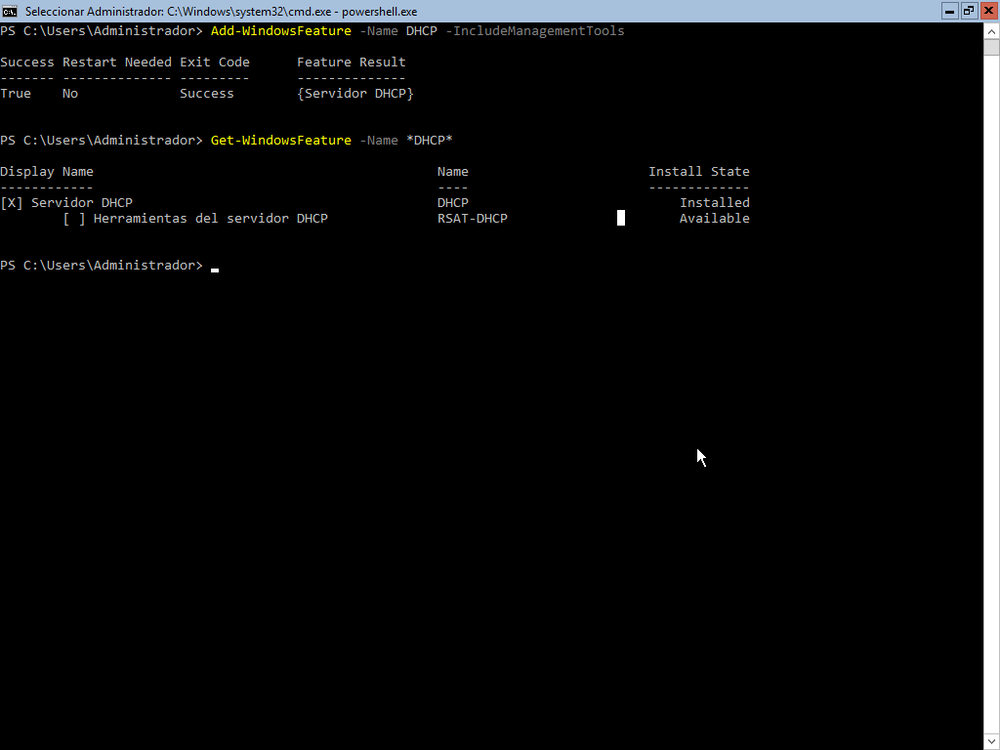 Seleccionar Administrador: C:\Windows\system32\cmd.exe - powershell.exe
PS C:\Users\Administrador> Add-WindowsFeature -Name DHCP -IncludeManagementTools
Success Restart Needed Exit Code      Feature Result
------- -------------- ---------      --------------
True    No             Success        {Servidor DHCP}
PS C:\Users\Administrador> Get-WindowsFeature -Name *DHCP*
Display Name                                            Name                       Install State
------------                                            ----                       -------------
[X] Servidor DHCP                                       DHCP                           Installed
        [ ] Herramientas del servidor DHCP              RSAT-DHCP                      Available
PS C:\Users\Administrador>